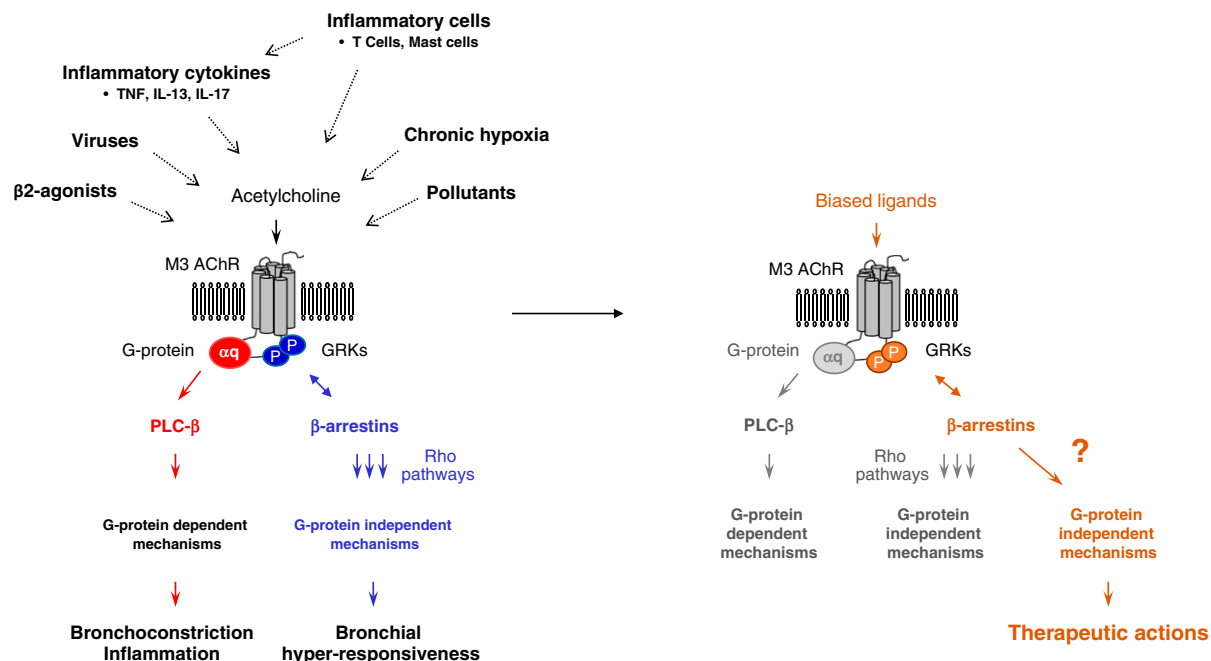 Inflammatory cells
• T Cells, Mast cells
Inflammatory cytokines
• TNF, IL-13, IL-17
Viruses
Chronic hypoxia
β2-agonists
Acetylcholine
Pollutants
M3 AChR
G-protein
αq
P
P
GRKs
PLC-β
β-arrestins
Rho
pathways
G-protein dependent
mechanisms
G-protein independent
mechanisms
Bronchoconstriction
Inflammation
Bronchial
hyper-responsiveness
Biased ligands
M3 AChR
G-protein
αq
P
P
GRKs
PLC-β
β-arrestins
?
Rho
pathways
G-protein
dependent
mechanisms
G-protein
independent
mechanisms
G-protein
independent
mechanisms
Therapeutic actions